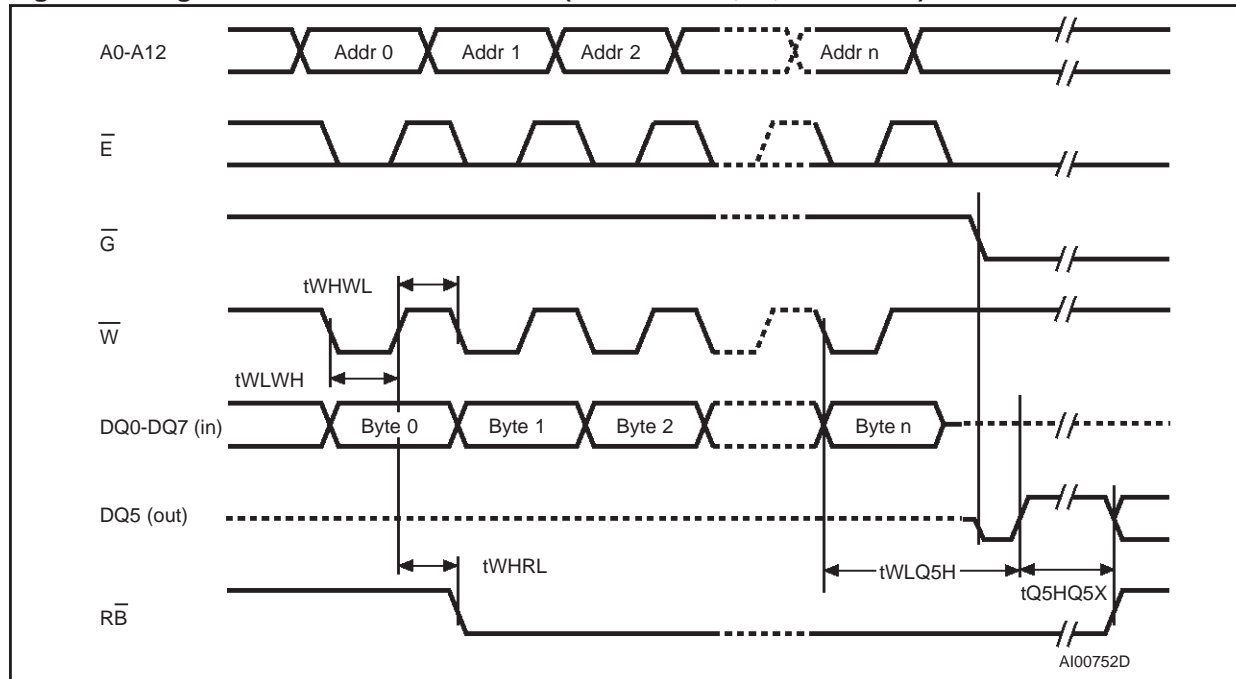 A0-A12
Addr 0
Addr 1
Addr 2
Addr n
E
G
tWHWL
W
tWLWH
DQ0-DQ7 (in)
Byte 0
Byte 1
Byte 2
Byte n
DQ5 (out)
tWHRL
tWLQ5H
tQ5HQ5X
RB
AI00752D